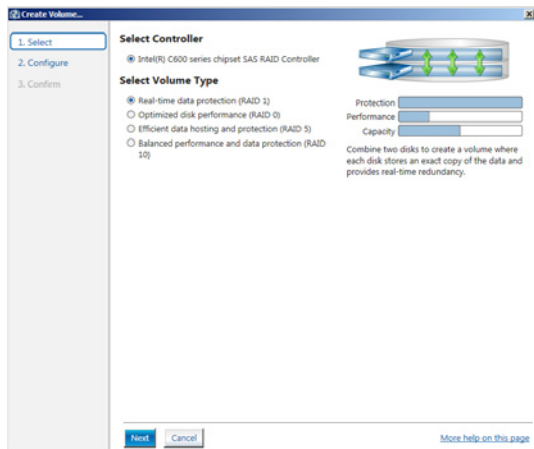 Create Volume...
1. Select
2. Configure
3. Confirm
Select Controller
Intel(R) C600 series chipset SAS RAID Controller
Select Volume Type
Real-time data protection (RAID 1)
Optimized disk performance (RAID 0)
Efficient data hosting and protection (RAID 5)
Balanced performance and data protection (RAID
10)
Protection
Performance
Capacity
Combine two disks to create a volume where
each disk stores an exact copy of the data and
provides real-time redundancy.
Next
Cancel
More help on this page